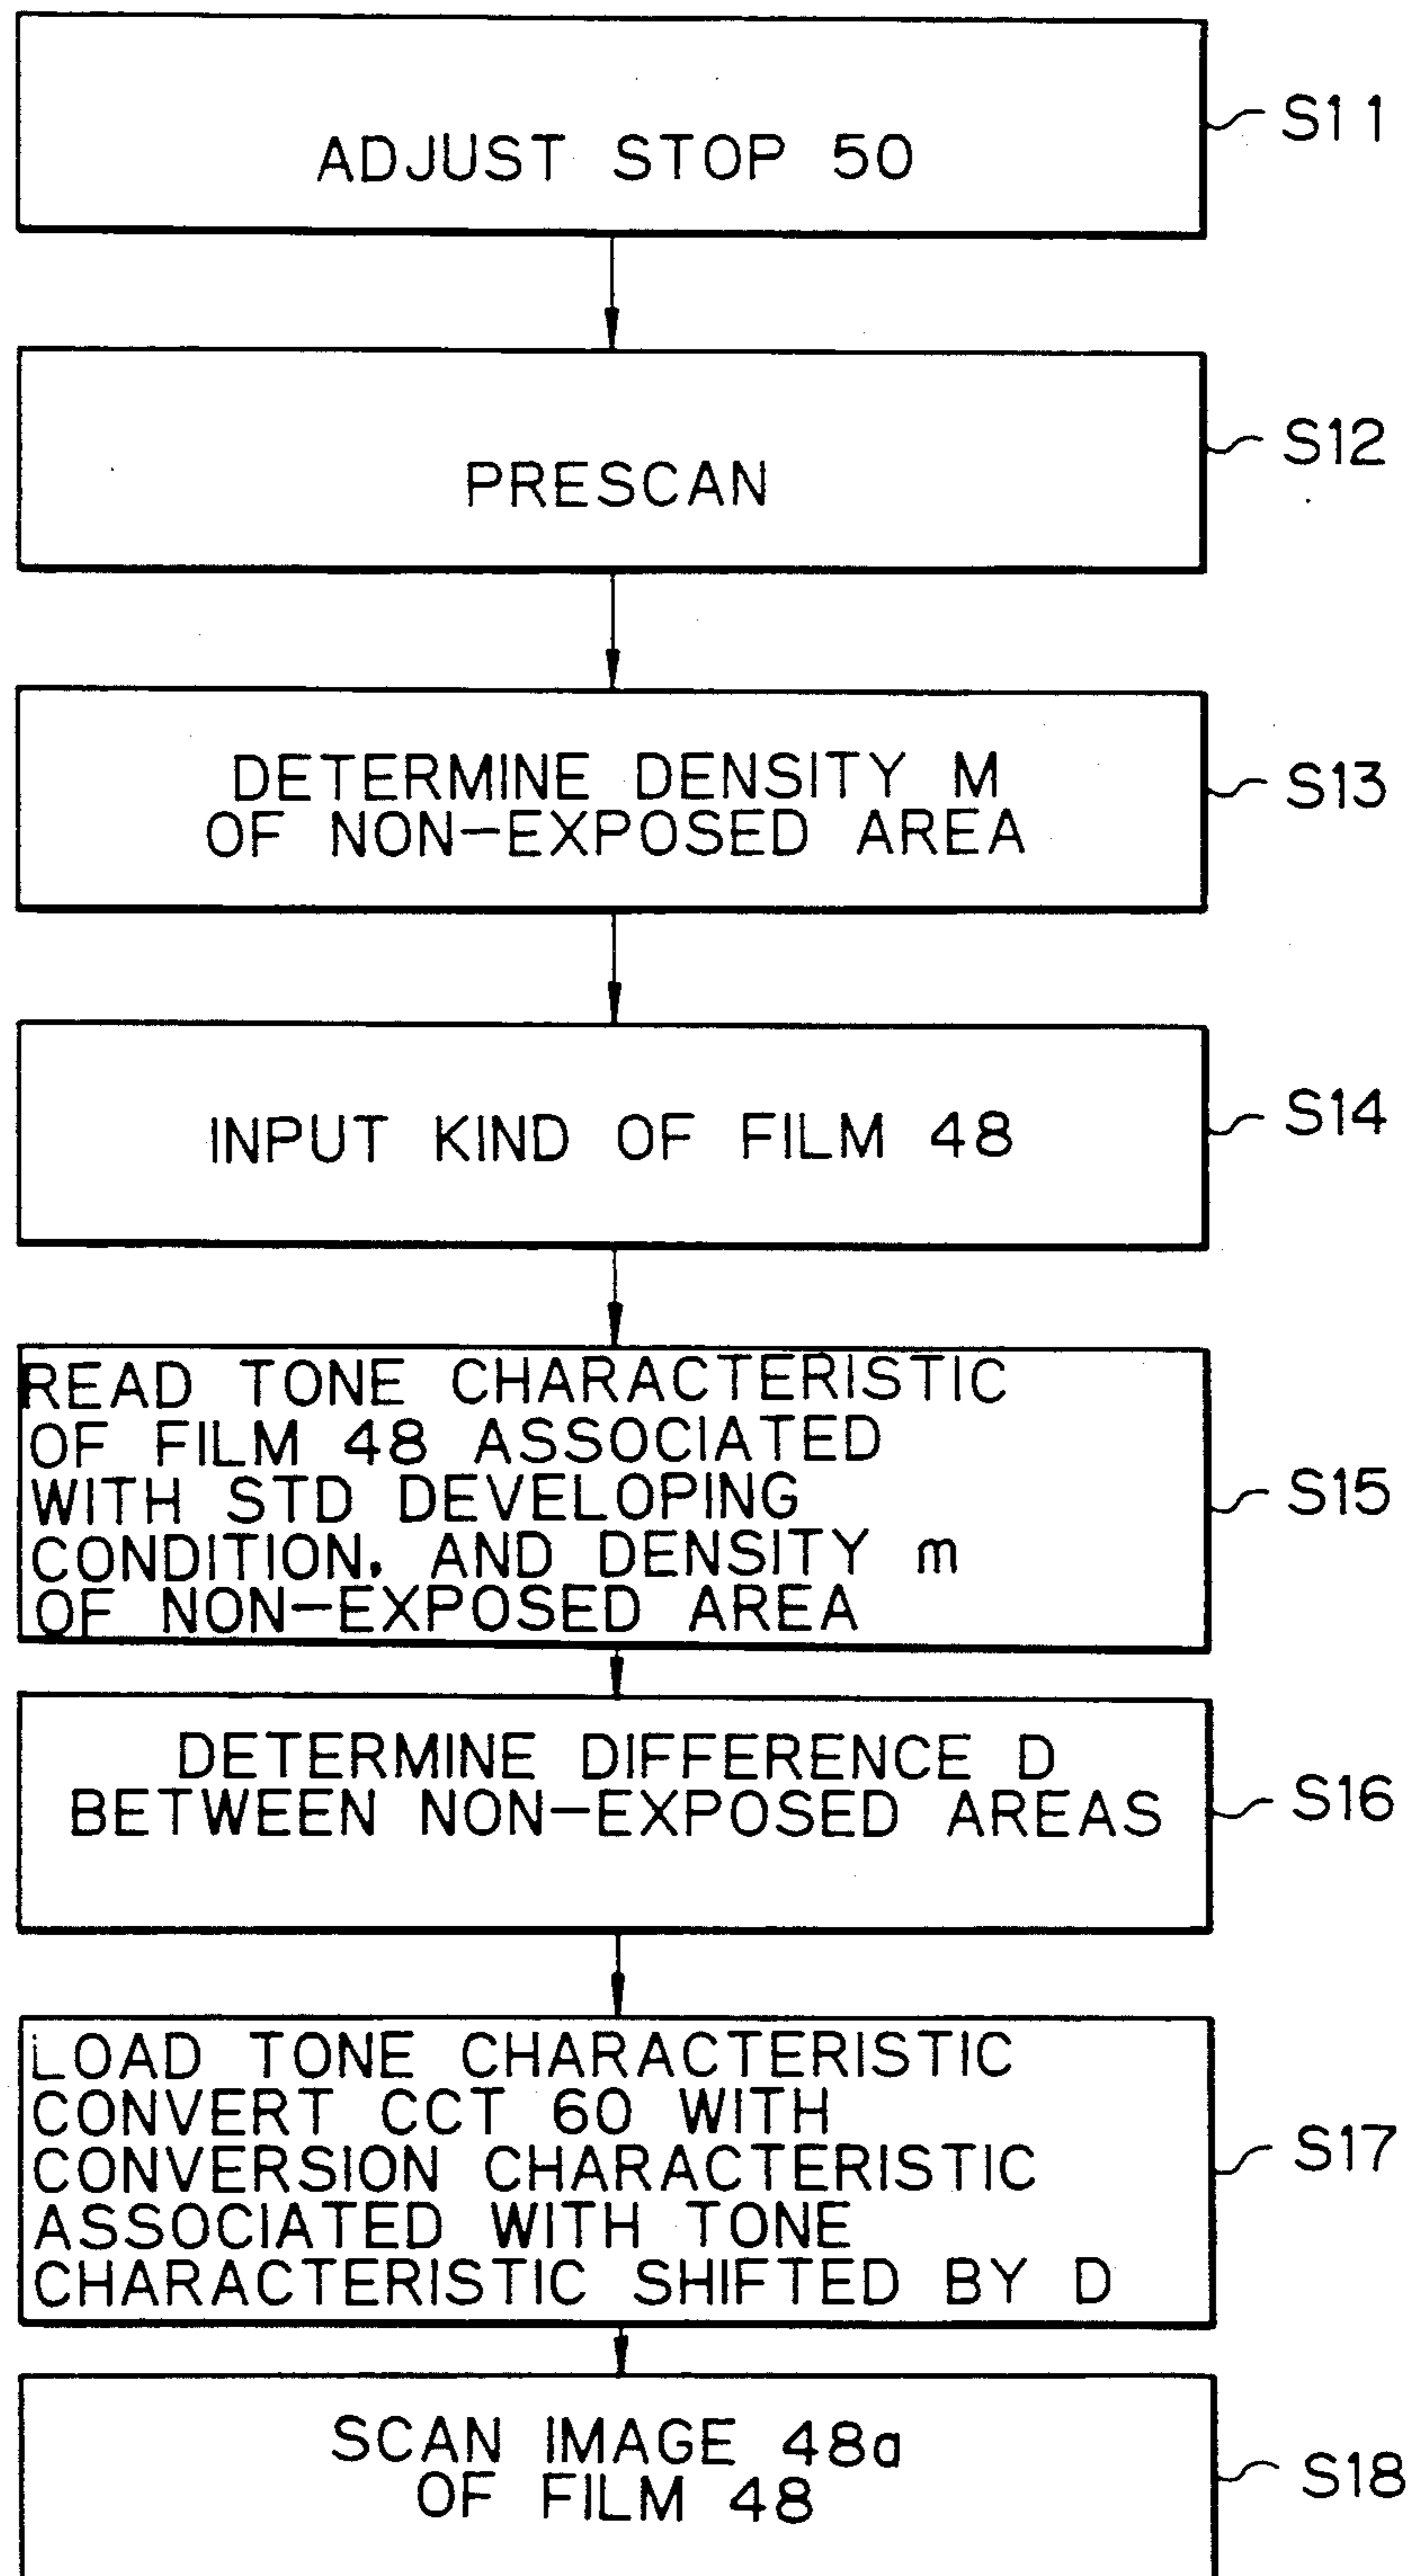 ADJUST STOP 50
S11
PRESCAN
S12
DETERMINE DENSITY M
OF NON-EXPOSED AREA
S13
INPUT KIND OF FILM 48
S14
READ TONE CHARACTERISTIC
OF FILM 48 ASSOCIATED
WITH STD DEVELOPING
CONDITION, AND DENSITY m
OF NON-EXPOSED AREA
S15
DETERMINE DIFFERENCE D
BETWEEN NON-EXPOSED AREAS
S16
LOAD TONE CHARACTERISTIC
CONVERT CCT 60 WITH
CONVERSION CHARACTERISTIC
ASSOCIATED WITH TONE
CHARACTERISTIC SHIFTED BY D
S17
SCAN IMAGE 48a
OF FILM 48
S18